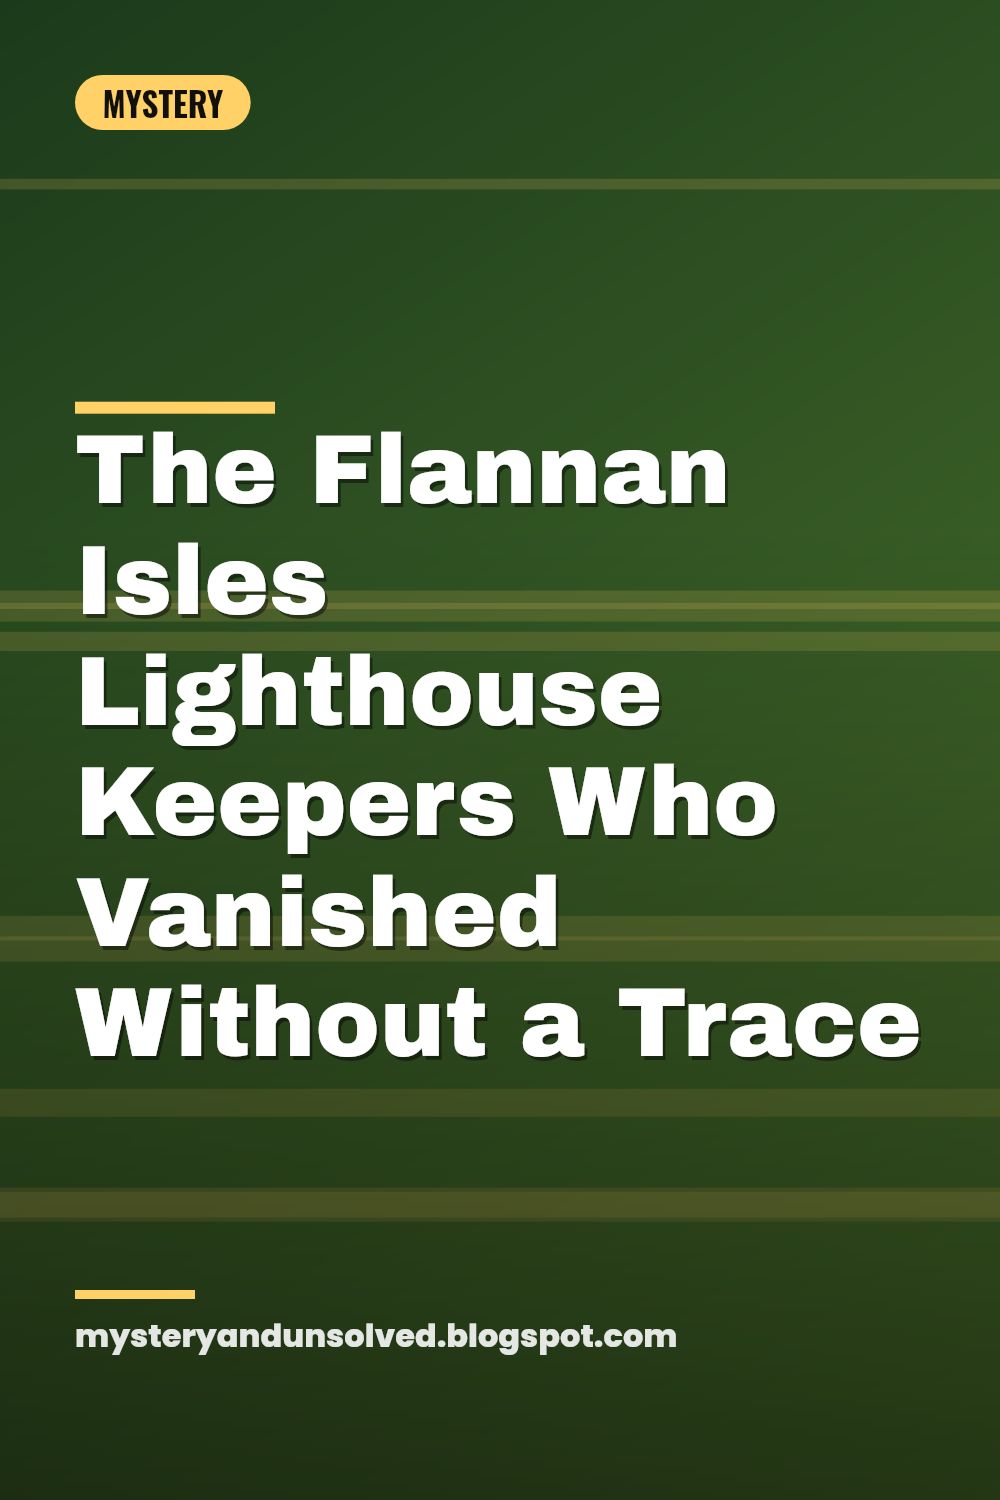 MYSTERY
The Flannan
Isles
Lighthouse
Keepers Who
Vanished
Without a Trace
mysteryandunsolved.blogspot.com